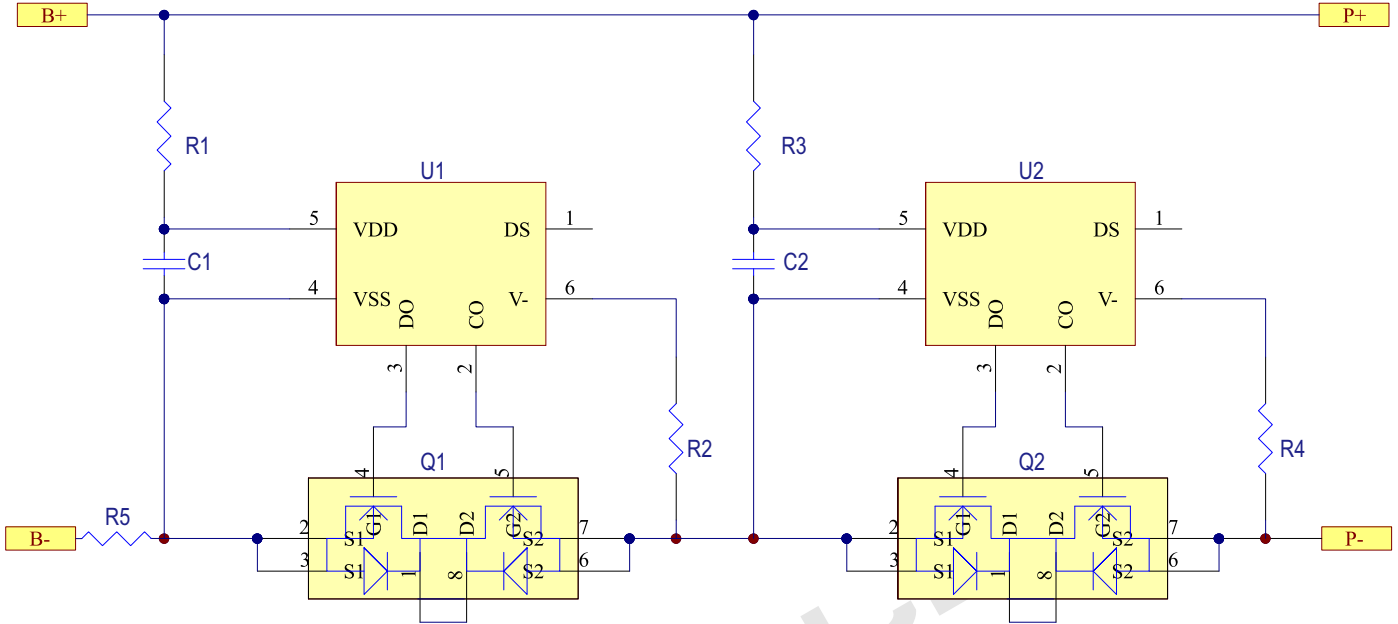 B+ P+
R1 R3
U1 U2
5 VDD DS 1 5 VDD DS 1
C1 C2
4 VSS DO CO V- 6 4 VSS DO CO V- 6
3 2 3 2
R2 R4
Q1 Q2
4 5 4 5
R5
B- P-
2 S1 G1 D1 D2 G2 S2 7 2 S1 G1 D1 D2 G2 S2 7
3 S1 1 8 S2 6 3 S1 1 8 S2 6